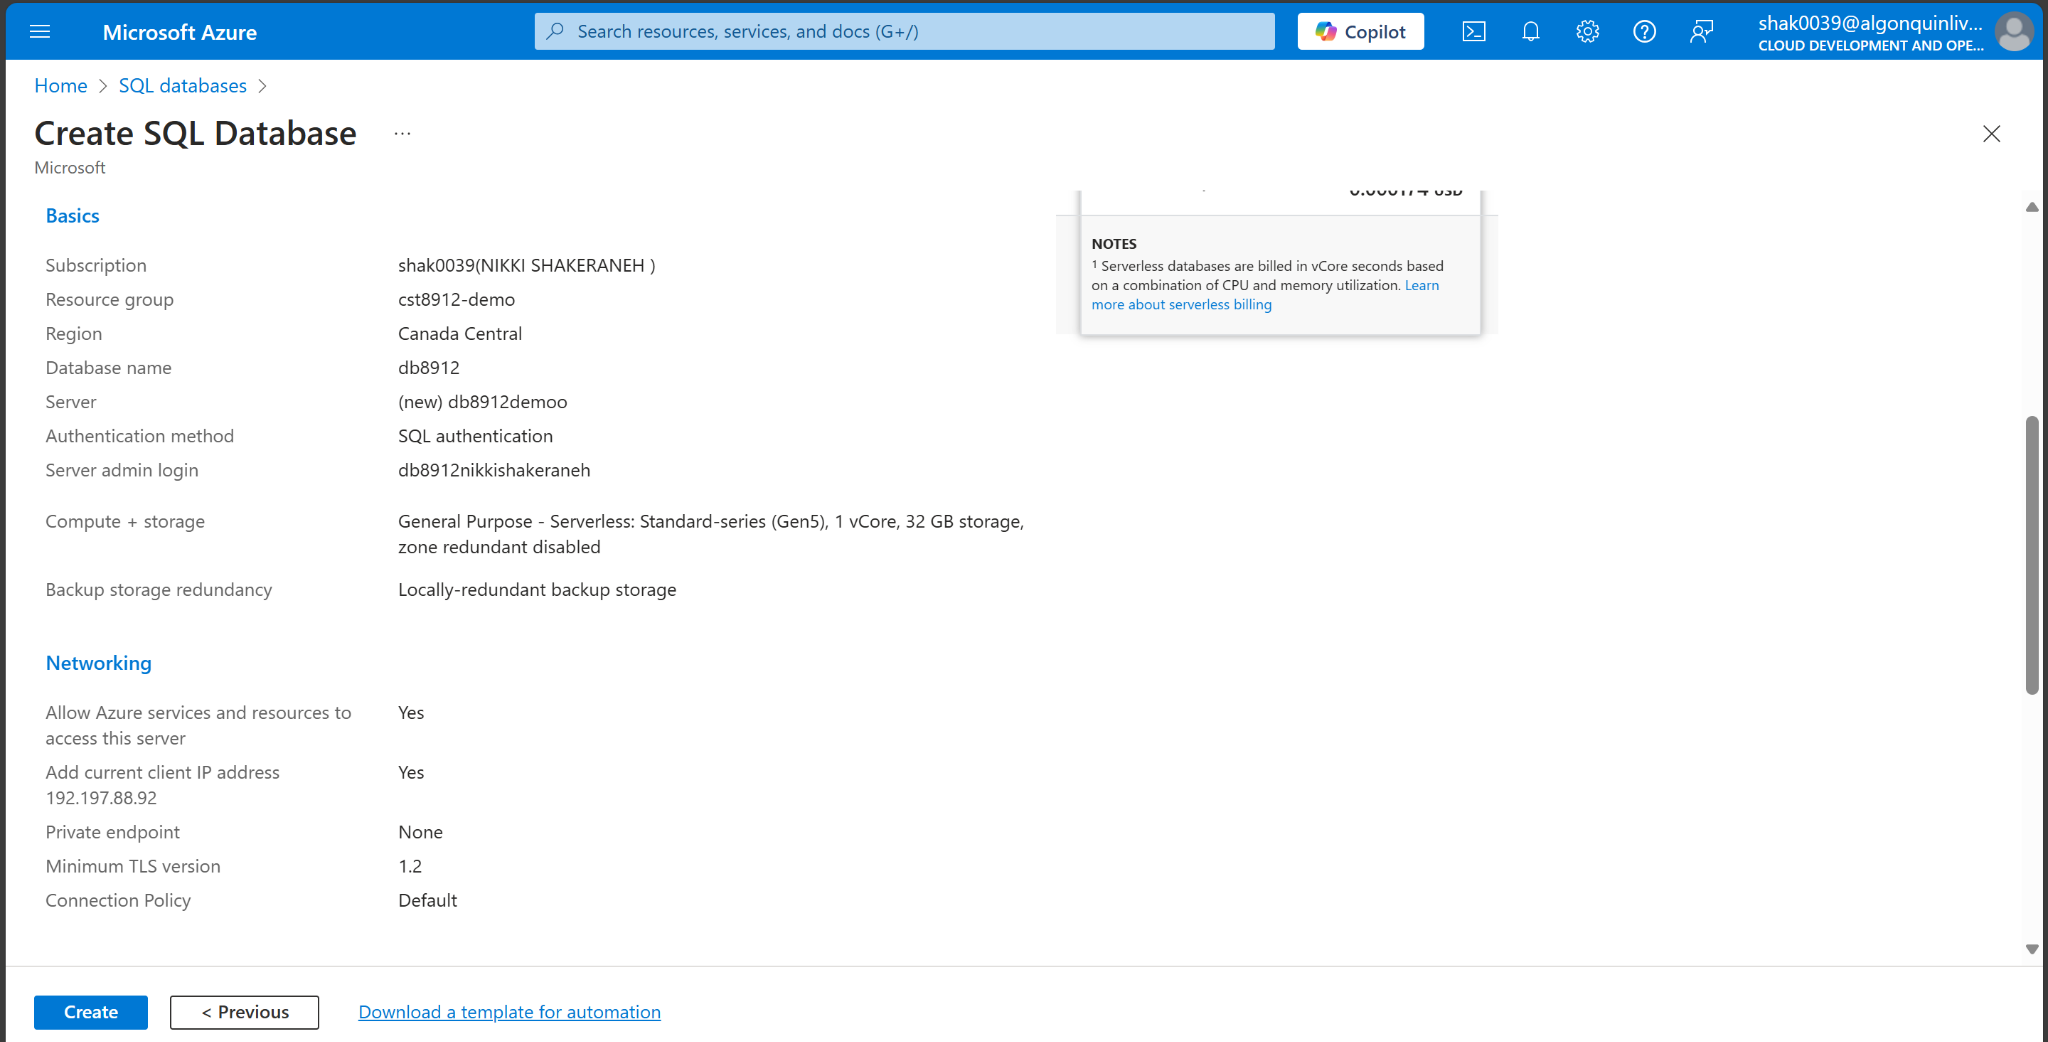 Microsoft Azure
Search resources, services, and docs (G+/)
Copilot
shak0039@algonquinliv...
CLOUD DEVELOPMENT AND OPE...
Home > SQL databases >
Create SQL Database ...
Microsoft
Basics
Subscription shak0039(NIKKI SHAKERANEH )
Resource group cst8912-demo
Region Canada Central
Database name db8912
Server (new) db8912demoo
Authentication method SQL authentication
Server admin login db8912nikkishakeraneh
Compute + storage General Purpose - Serverless: Standard-series (Gen5), 1 vCore, 32 GB storage,
zone redundant disabled
Backup storage redundancy Locally-redundant backup storage
0.000174 USD
NOTES
1 Serverless databases are billed in vCore seconds based
on a combination of CPU and memory utilization. Learn
more about serverless billing
Networking
Allow Azure services and resources to Yes
access this server
Add current client IP address Yes
192.197.88.92
Private endpoint None
Minimum TLS version 1.2
Connection Policy Default
Create
< Previous
Download a template for automation